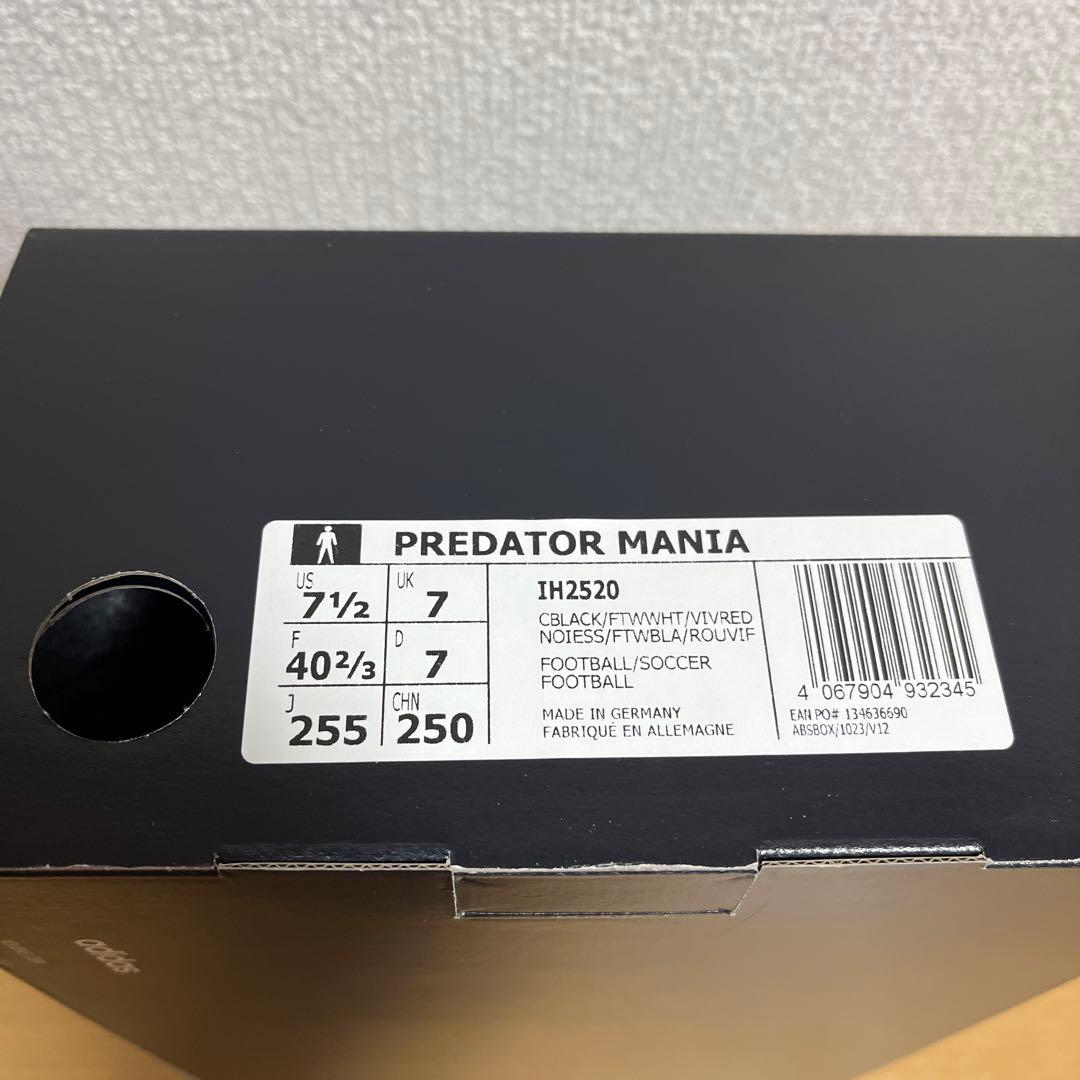 PREDATOR MANIA
US 7½ UK 7
F 40⅔ D 7
J 255 CHN 250
IH2520
CBLACK/FTWWHT/VIVRED
NOIESS/FTWBLA/ROUVIF
FOOTBALL/SOCCER
FOOTBALL
MADE IN GERMANY
FABRIQUÉ EN ALLEMAGNE
4 067904 932345
EAN PO# 134636690
ABSBOX/1023/V12
adidas